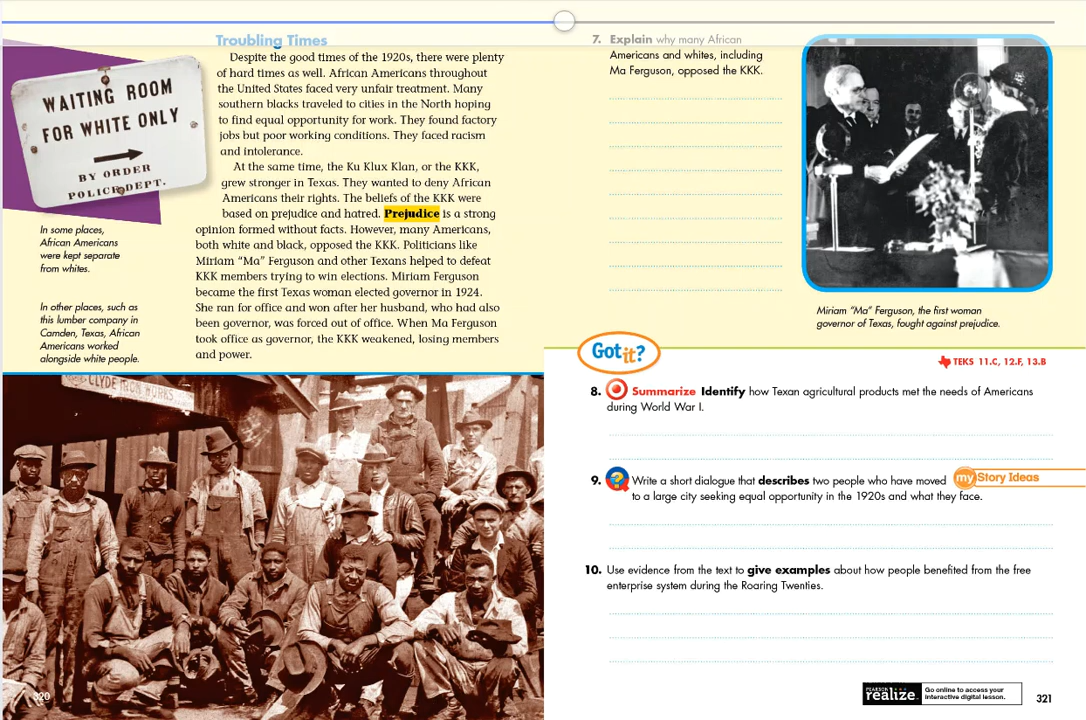 Troubling Times
Despite the good times of the 1920s, there were plenty
of hard times as well. African Americans throughout
the United States faced very unfair treatment. Many
southern blacks traveled to cities in the North hoping
to find equal opportunity for work. They found factory
jobs but poor working conditions. They faced racism
and intolerance.
At the same time, the Ku Klux Klan, or the KKK,
grew stronger in Texas. They wanted to deny African
Americans their rights. The beliefs of the KKK were
based on prejudice and hatred. Prejudice is a strong
opinion formed without facts. However, many Americans,
both white and black, opposed the KKK. Politicians like
Miriam “Ma” Ferguson and other Texans helped to defeat
KKK members trying to win elections. Miriam Ferguson
became the first Texas woman elected governor in 1924.
She ran for office and won after her husband, who had also
been governor, was forced out of office. When Ma Ferguson
took office as governor, the KKK weakened, losing members
and power.
WAITING ROOM
FOR WHITE ONLY
BY ORDER
POLICE DEPT.
In some places,
African Americans
were kept separate
from whites.
In other places, such as
this lumber company in
Camden, Texas, African
Americans worked
alongside white people.
CLYDE IRON WORKS
320
7. Explain why many African
Americans and whites, including
Ma Ferguson, opposed the KKK.
Miriam “Ma” Ferguson, the first woman
governor of Texas, fought against prejudice.
Got it?
TEKS 11.C, 12.F, 13.B
8. Summarize Identify how Texan agricultural products met the needs of Americans
during World War I.
9. Write a short dialogue that describes two people who have moved
to a large city seeking equal opportunity in the 1920s and what they face.
my Story Ideas
10. Use evidence from the text to give examples about how people benefited from the free
enterprise system during the Roaring Twenties.
PEARSON
realize
Go online to access your
interactive digital lesson.
321